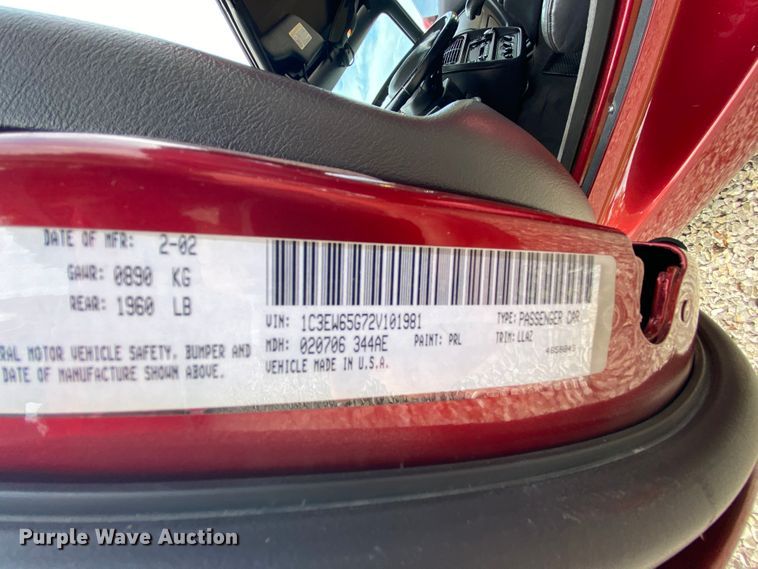 DATE OF MFR: 2-02
GAWR: 0890 KG
REAR: 1960 LB
VIN: 1C3EW65G72V101981 TYPE: PASSENGER CAR
MDH: 020706 344AE PAINT: PRL TRIM: LLAZ
VEHICLE MADE IN U.S.A.
RAL MOTOR VEHICLE SAFETY, BUMPER AND
DATE OF MANUFACTURE SHOWN ABOVE.
Purple Wave Auction